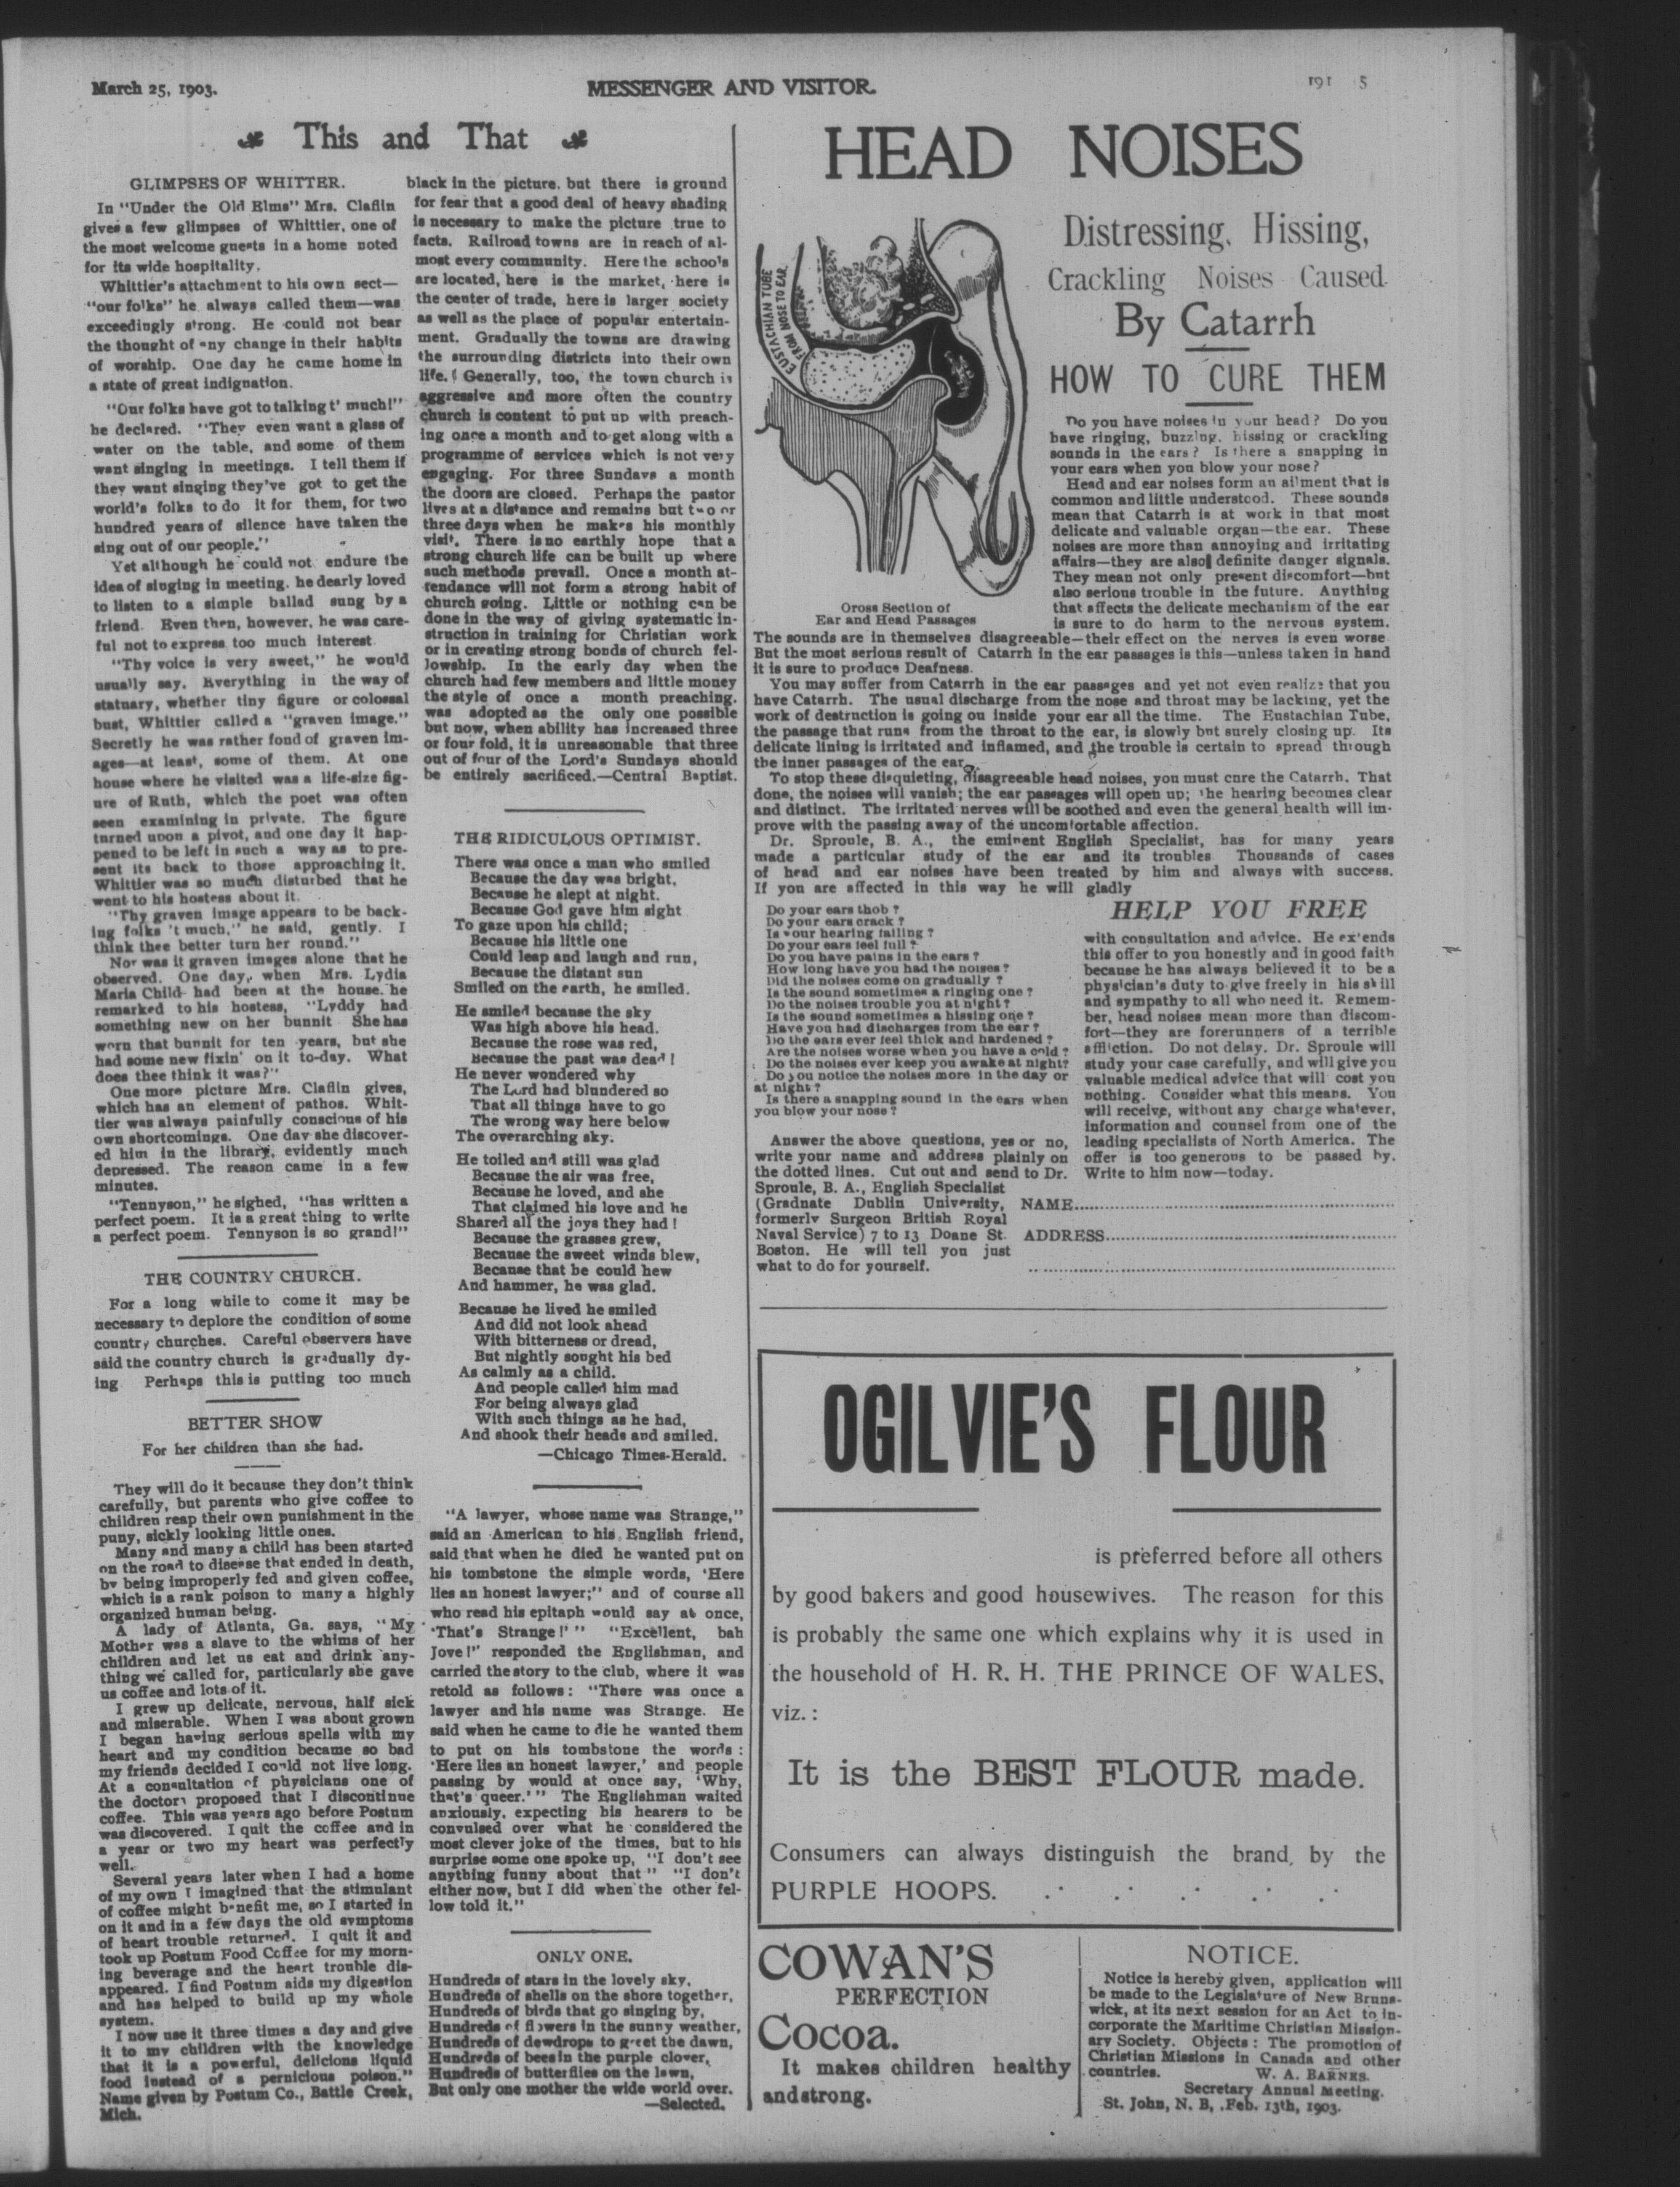 March 25, 1903.
MESSENGER AND VISITOR.
191 5
This and That
GLIMPSES OF WHITTER.
In "Under the Old Elms" Mrs. Claflin
gives a few glimpses of Whittier, one of
the most welcome guests in a home noted
for its wide hospitality.
Whittier's attachment to his own sect—
"our folks" he always called them—was
exceedingly strong. He could not bear
the thought of any change in their habits
of worship. One day he came home in
a state of great indignation.
"Our folks have got to talking t' much!"
he declared. "They even want a glass of
water on the table, and some of them
want singing in meetings. I tell them if
they want singing they've got to get the
world's folks to do it for them, for two
hundred years of silence have taken the
sing out of our people."
Yet although he could not endure the
idea of singing in meeting, he dearly loved
to listen to a simple ballad sung by a
friend. Even then, however, he was care-
ful not to express too much interest.
"Thy voice is very sweet," he would
usually say. Everything in the way of
statuary, whether tiny figure or colossal
bust, Whittier called a "graven image."
Secretly he was rather fond of graven im-
ages—at least, some of them. At one
house where he visited was a life-size fig-
ure of Ruth, which the poet was often
seen examining in private. The figure
turned upon a pivot, and one day it hap-
pened to be left in such a way as to pre-
sent its back to those approaching it.
Whittier was so much disturbed that he
went to his hostess about it.
"Thy graven image appears to be back-
ing folks 't much," he said, gently. I
think thee better turn her round."
Nor was it graven images alone that he
observed. One day, when Mrs. Lydia
Maria Child had been at the house, he
remarked to his hostess, "Lyddy had
something new on her bunnit She has
worn that bunnit for ten years, but she
had some new fixin' on it to-day. What
does thee think it was?"
One more picture Mrs. Claflin gives,
which has an element of pathos. Whit-
tier was always painfully conscious of his
own shortcomings. One day she discover-
ed him in the library, evidently much
depressed. The reason came in a few
minutes.
"Tennyson," he sighed, "has written a
perfect poem. It is a great thing to write
a perfect poem. Tennyson is so grand!"
THE COUNTRY CHURCH.
For a long while to come it may be
necessary to deplore the condition of some
country churches. Careful observers have
said the country church is gradually dy-
ing Perhaps this is putting too much
BETTER SHOW
For her children than she had.
They will do it because they don't think
carefully, but parents who give coffee to
children reap their own punishment in the
puny, sickly looking little ones.
Many and many a child has been started
on the road to disease that ended in death,
by being improperly fed and given coffee,
which is a rank poison to many a highly
organized human being.
A lady of Atlanta, Ga. says, "My
Mother was a slave to the whims of her
children and let us eat and drink any-
thing we called for, particularly she gave
us coffee and lots of it.
I grew up delicate, nervous, half sick
and miserable. When I was about grown
I began having serious spells with my
heart and my condition became so bad
my friends decided I could not live long.
At a consultation of physicians one of
the doctors proposed that I discontinue
coffee. This was years ago before Postum
was discovered. I quit the coffee and in
a year or two my heart was perfectly
well.
Several years later when I had a home
of my own I imagined that the stimulant
of coffee might benefit me, so I started in
on it and in a few days the old symptoms
of heart trouble returned. I quit it and
took up Postum Food Coffee for my morn-
ing beverage and the heart trouble dis-
appeared. I find Postum aids my digestion
and has helped to build up my whole
system.
I now use it three times a day and give
it to my children with the knowledge
that it is a powerful, delicious liquid
food instead of a pernicious poison."
Name given by Postum Co., Battle Creek,
Mich.
black in the picture, but there is ground
for fear that a good deal of heavy shading
is necessary to make the picture true to
facts. Railroad towns are in reach of al-
most every community. Here the schools
are located, here is the market, here is
the center of trade, here is larger society
as well as the place of popular entertain-
ment. Gradually the towns are drawing
the surrounding districts into their own
life. Generally, too, the town church is
aggressive and more often the country
church is content to put up with preach-
ing once a month and to get along with a
programme of services which is not very
engaging. For three Sundays a month
the doors are closed. Perhaps the pastor
lives at a distance and remains but two or
three days when he makes his monthly
visit. There is no earthly hope that a
strong church life can be built up where
such methods prevail. Once a month at-
tendance will not form a strong habit of
church going. Little or nothing can be
done in the way of giving systematic in-
struction in training for Christian work
or in creating strong bonds of church fel-
lowship. In the early day when the
church had few members and little money
the style of once a month preaching,
was adopted as the only one possible
but now, when ability has increased three
or four fold, it is unreasonable that three
out of four of the Lord's Sundays should
be entirely sacrificed.—Central Baptist.
THE RIDICULOUS OPTIMIST.
There was once a man who smiled
Because the day was bright,
Because he slept at night.
Because God gave him sight
To gaze upon his child;
Because his little one
Could leap and laugh and run,
Because the distant sun
Smiled on the earth, he smiled.
He smiled because the sky
Was high above his head.
Because the rose was red,
Because the past was dead!
He never wondered why
The Lord had blundered so
That all things have to go
The wrong way here below
The overarching sky.
He toiled and still was glad
Because the air was free,
Because he loved, and she
That claimed his love and he
Shared all the joys they had!
Because the grasses grew,
Because the sweet winds blew,
Because that be could hew
And hammer, he was glad.
Because he lived he smiled
And did not look ahead
With bitterness or dread,
But nightly sought his bed
As calmly as a child.
And people called him mad
For being always glad
With such things as he had,
And shook their heads and smiled.
—Chicago Times-Herald.
"A lawyer, whose name was Strange,"
said an American to his English friend,
said that when he died he wanted put on
his tombstone the simple words, 'Here
lies an honest lawyer;" and of course all
who read his epitaph would say at once,
'That's Strange!' " "Excellent, bah
Jove!" responded the Englishman, and
carried the story to the club, where it was
retold as follows: "There was once a
lawyer and his name was Strange. He
said when he came to die he wanted them
to put on his tombstone the words:
'Here lies an honest lawyer,' and people
passing by would at once say, 'Why,
that's queer.' " The Englishman waited
anxiously, expecting his hearers to be
convulsed over what he considered the
most clever joke of the times, but to his
surprise some one spoke up, "I don't see
anything funny about that" "I don't
either now, but I did when the other fel-
low told it."
ONLY ONE.
Hundreds of stars in the lovely sky,
Hundreds of shells on the shore together,
Hundreds of birds that go singing by,
Hundreds of flowers in the sunny weather,
Hundreds of dewdrops to greet the dawn,
Hundreds of bees in the purple clover,
Hundreds of butterflies on the lawn,
But only one mother the wide world over.
—Selected.
HEAD NOISES
Distressing, Hissing,
Crackling Noises Caused
By Catarrh
HOW TO CURE THEM
EUSTACHIAN TUBE
FROM NOSE TO EAR.
Cross Section of
Ear and Head Passages
Do you have noises in your head? Do you
have ringing, buzzing, hissing or crackling
sounds in the ears? Is there a snapping in
your ears when you blow your nose?
Head and ear noises form an ailment that is
common and little understood. These sounds
mean that Catarrh is at work in that most
delicate and valuable organ—the ear. These
noises are more than annoying and irritating
affairs—they are also definite danger signals.
They mean not only present discomfort—but
also serious trouble in the future. Anything
that affects the delicate mechanism of the ear
is sure to do harm to the nervous system.
The sounds are in themselves disagreeable—their effect on the nerves is even worse
But the most serious result of Catarrh in the ear passages is this—unless taken in hand
it is sure to produce Deafness.
You may suffer from Catarrh in the ear passages and yet not even realize that you
have Catarrh. The usual discharge from the nose and throat may be lacking, yet the
work of destruction is going ou inside your ear all the time. The Eustachian Tube,
the passage that runs from the throat to the ear, is slowly but surely closing up. Its
delicate lining is irritated and inflamed, and the trouble is certain to spread through
the inner passages of the ear.
To stop these disquieting, disagreeable head noises, you must cure the Catarrh. That
done, the noises will vanish; the ear passages will open up; the hearing becomes clear
and distinct. The irritated nerves will be soothed and even the general health will im-
prove with the passing away of the uncomfortable affection.
Dr. Sproule, B. A., the eminent English Specialist, has for many years
made a particular study of the ear and its troubles. Thousands of cases
of head and ear noises have been treated by him and always with success.
If you are affected in this way he will gladly
HELP YOU FREE
Do your ears thob?
Do your ears crack?
Is your hearing failing?
Do your ears feel full?
Do you have pains in the ears?
How long have you had the noises?
Did the noises come on gradually?
Is the sound sometimes a ringing one?
Do the noises trouble you at night?
Is the sound sometimes a hissing one?
Have you had discharges from the ear?
Do the ears ever feel thick and hardened?
Are the noises worse when you have a cold?
Do the noises ever keep you awake at night?
Do you notice the noises more in the day or
at night?
Is there a snapping sound in the ears when
you blow your nose?
Answer the above questions, yes or no,
write your name and address plainly on
the dotted lines. Cut out and send to Dr.
Sproule, B. A., English Specialist
(Graduate Dublin University,
formerly Surgeon British Royal
Naval Service) 7 to 13 Doane St.
Boston. He will tell you just
what to do for yourself.
with consultation and advice. He extends
this offer to you honestly and in good faith
because he has always believed it to be a
physician's duty to give freely in his skill
and sympathy to all who need it. Remem-
ber, head noises mean more than discom-
fort—they are forerunners of a terrible
affliction. Do not delay. Dr. Sproule will
study your case carefully, and will give you
valuable medical advice that will cost you
nothing. Consider what this means. You
will receive, without any charge whatever,
information and counsel from one of the
leading specialists of North America. The
offer is too generous to be passed by.
Write to him now—today.
NAME
ADDRESS
OGILVIE'S FLOUR
is preferred before all others
by good bakers and good housewives. The reason for this
is probably the same one which explains why it is used in
the household of H. R. H. THE PRINCE OF WALES,
viz.:
It is the BEST FLOUR made.
Consumers can always distinguish the brand by the
PURPLE HOOPS.
COWAN'S
PERFECTION
Cocoa.
It makes children healthy
and strong.
NOTICE.
Notice is hereby given, application will
be made to the Legislature of New Bruns-
wick, at its next session for an Act to in-
corporate the Maritime Christian Mission-
ary Society. Objects: The promotion of
Christian Missions in Canada and other
countries. W. A. BARNES.
Secretary Annual Meeting.
St. John, N. B, .Feb. 13th, 1903.